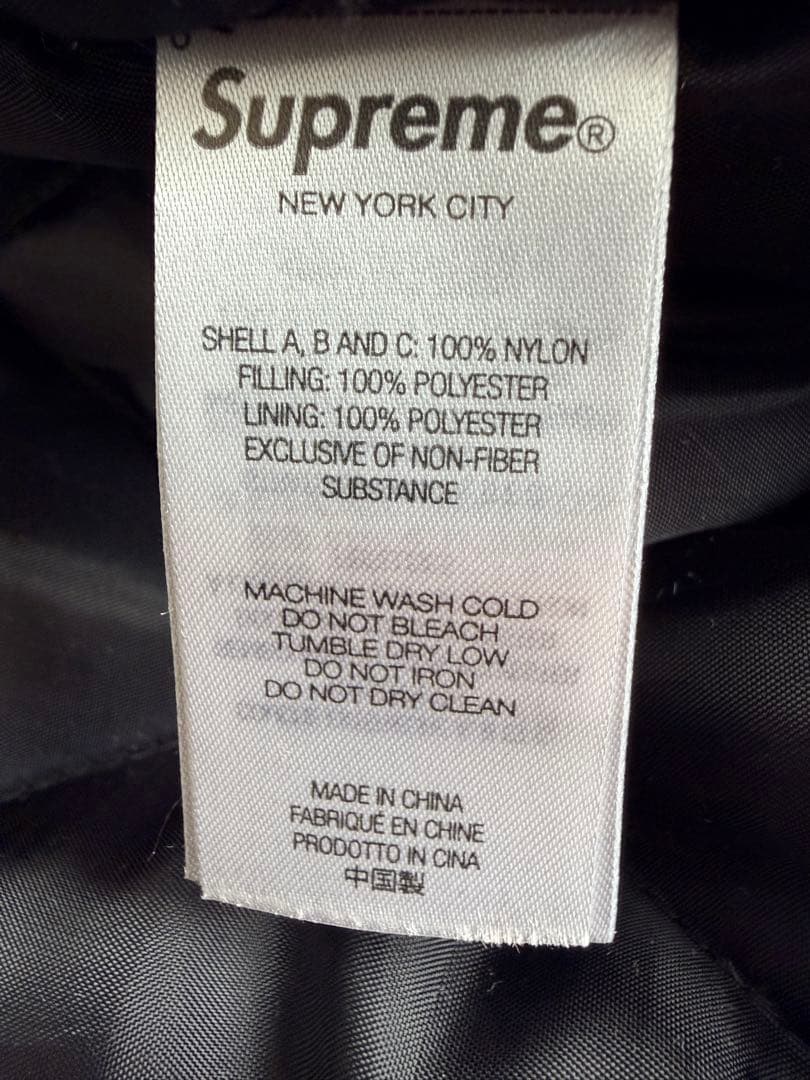 Supreme®
NEW YORK CITY
SHELL A, B AND C: 100% NYLON
FILLING: 100% POLYESTER
LINING: 100% POLYESTER
EXCLUSIVE OF NON-FIBER
SUBSTANCE
MACHINE WASH COLD
DO NOT BLEACH
TUMBLE DRY LOW
DO NOT IRON
DO NOT DRY CLEAN
MADE IN CHINA
FABRIQUÉ EN CHINE
PRODOTTO IN CINA
中国製